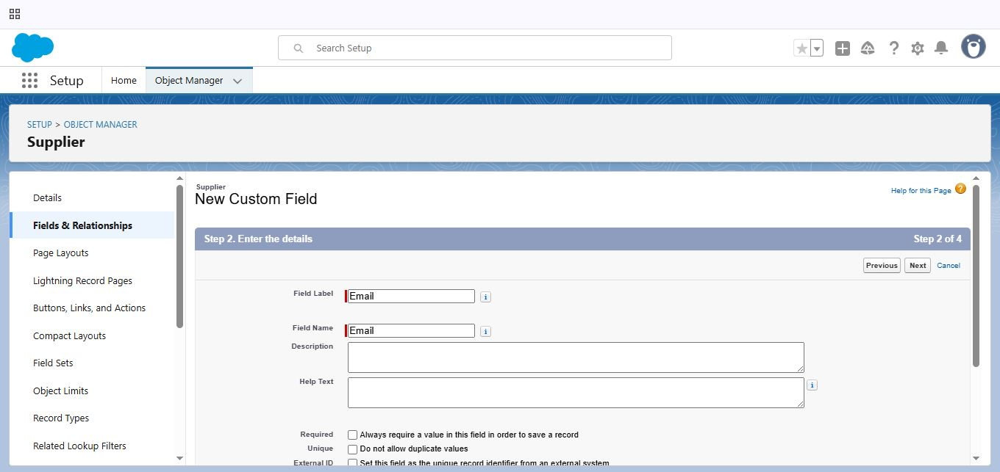 Search Setup
Setup
Home
Object Manager
SETUP > OBJECT MANAGER
Supplier
Details
Fields & Relationships
Page Layouts
Lightning Record Pages
Buttons, Links, and Actions
Compact Layouts
Field Sets
Object Limits
Record Types
Related Lookup Filters
Supplier
New Custom Field
Help for this Page ?
Step 2. Enter the details
Step 2 of 4
Previous Next Cancel
Field Label Email i
Field Name Email i
Description
Help Text i
Required Always require a value in this field in order to save a record
Unique Do not allow duplicate values
External ID Set this field as the unique record identifier from an external system